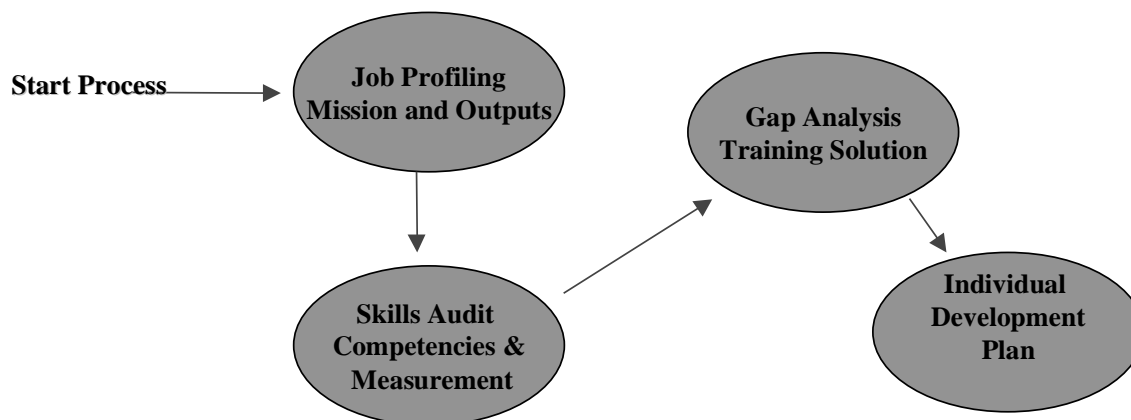 Start Process
Job Profiling
Mission and Outputs
Skills Audit
Competencies &
Measurement
Gap Analysis
Training Solution
Individual
Development
Plan